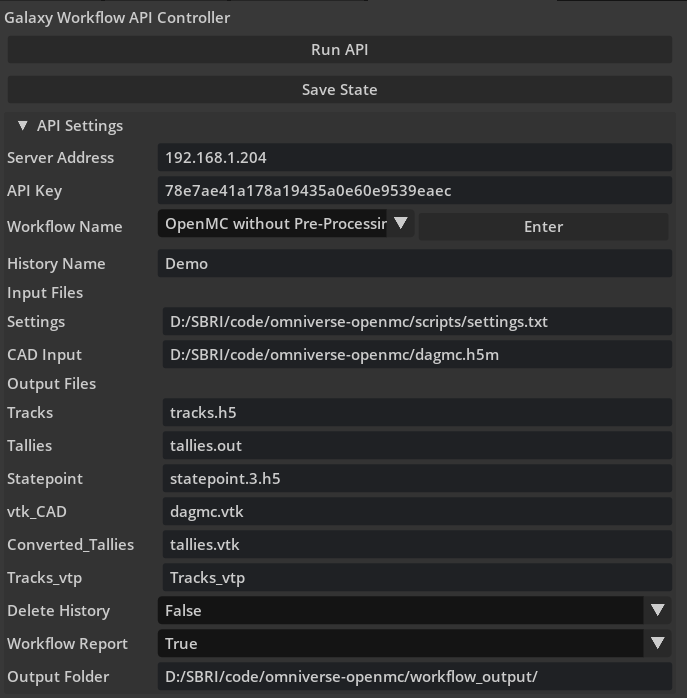 Galaxy Workflow API Controller
Run API
Save State
API Settings
Server Address 192.168.1.204
API Key 78e7ae41a178a19435a0e60e9539eaec
Workflow Name OpenMC without Pre-Processin Enter
History Name Demo
Input Files
Settings D:/SBRI/code/omniverse-openmc/scripts/settings.txt
CAD Input D:/SBRI/code/omniverse-openmc/dagmc.h5m
Output Files
Tracks tracks.h5
Tallies tallies.out
Statepoint statepoint.3.h5
vtk_CAD dagmc.vtk
Converted_Tallies tallies.vtk
Tracks_vtp Tracks_vtp
Delete History False
Workflow Report True
Output Folder D:/SBRI/code/omniverse-openmc/workflow_output/